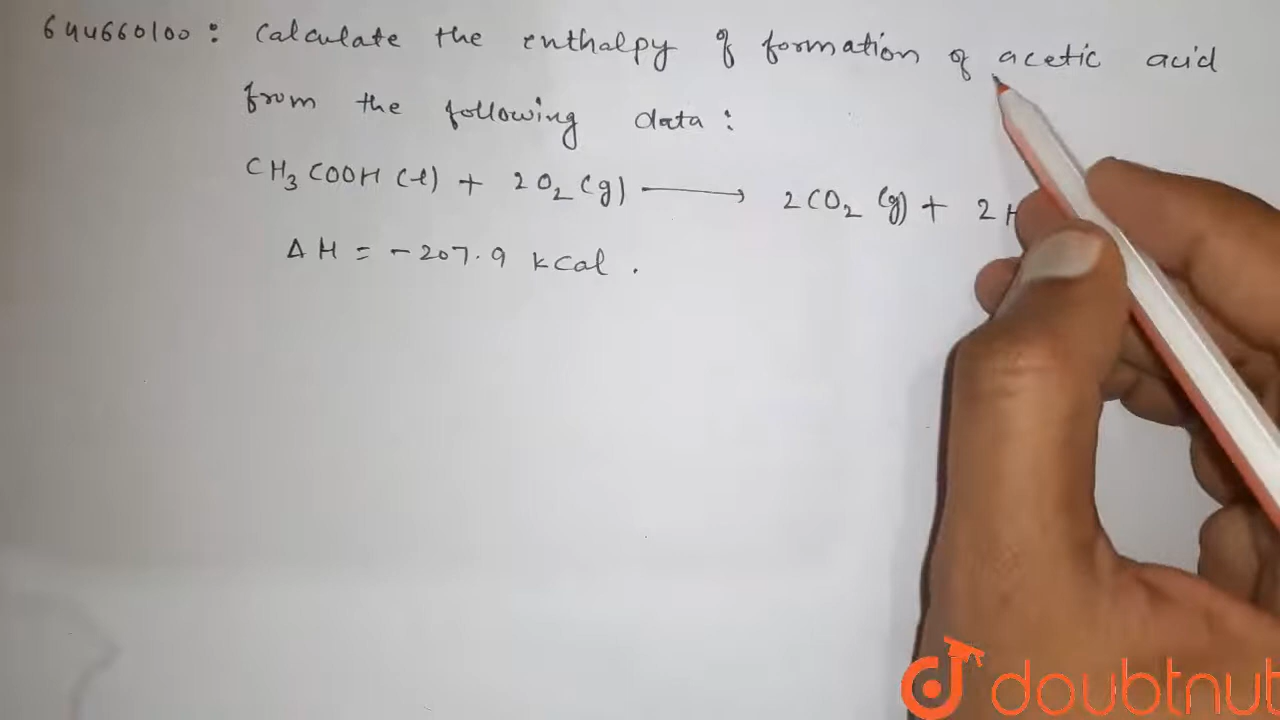 644660100 : Calculate the enthalpy of formation of acetic acid
from the following data :
CH3COOH (l) + 2O2 (g) ⟶ 2CO2 (g) + 2H
ΔH = -207.9 kCal .
doubtnut